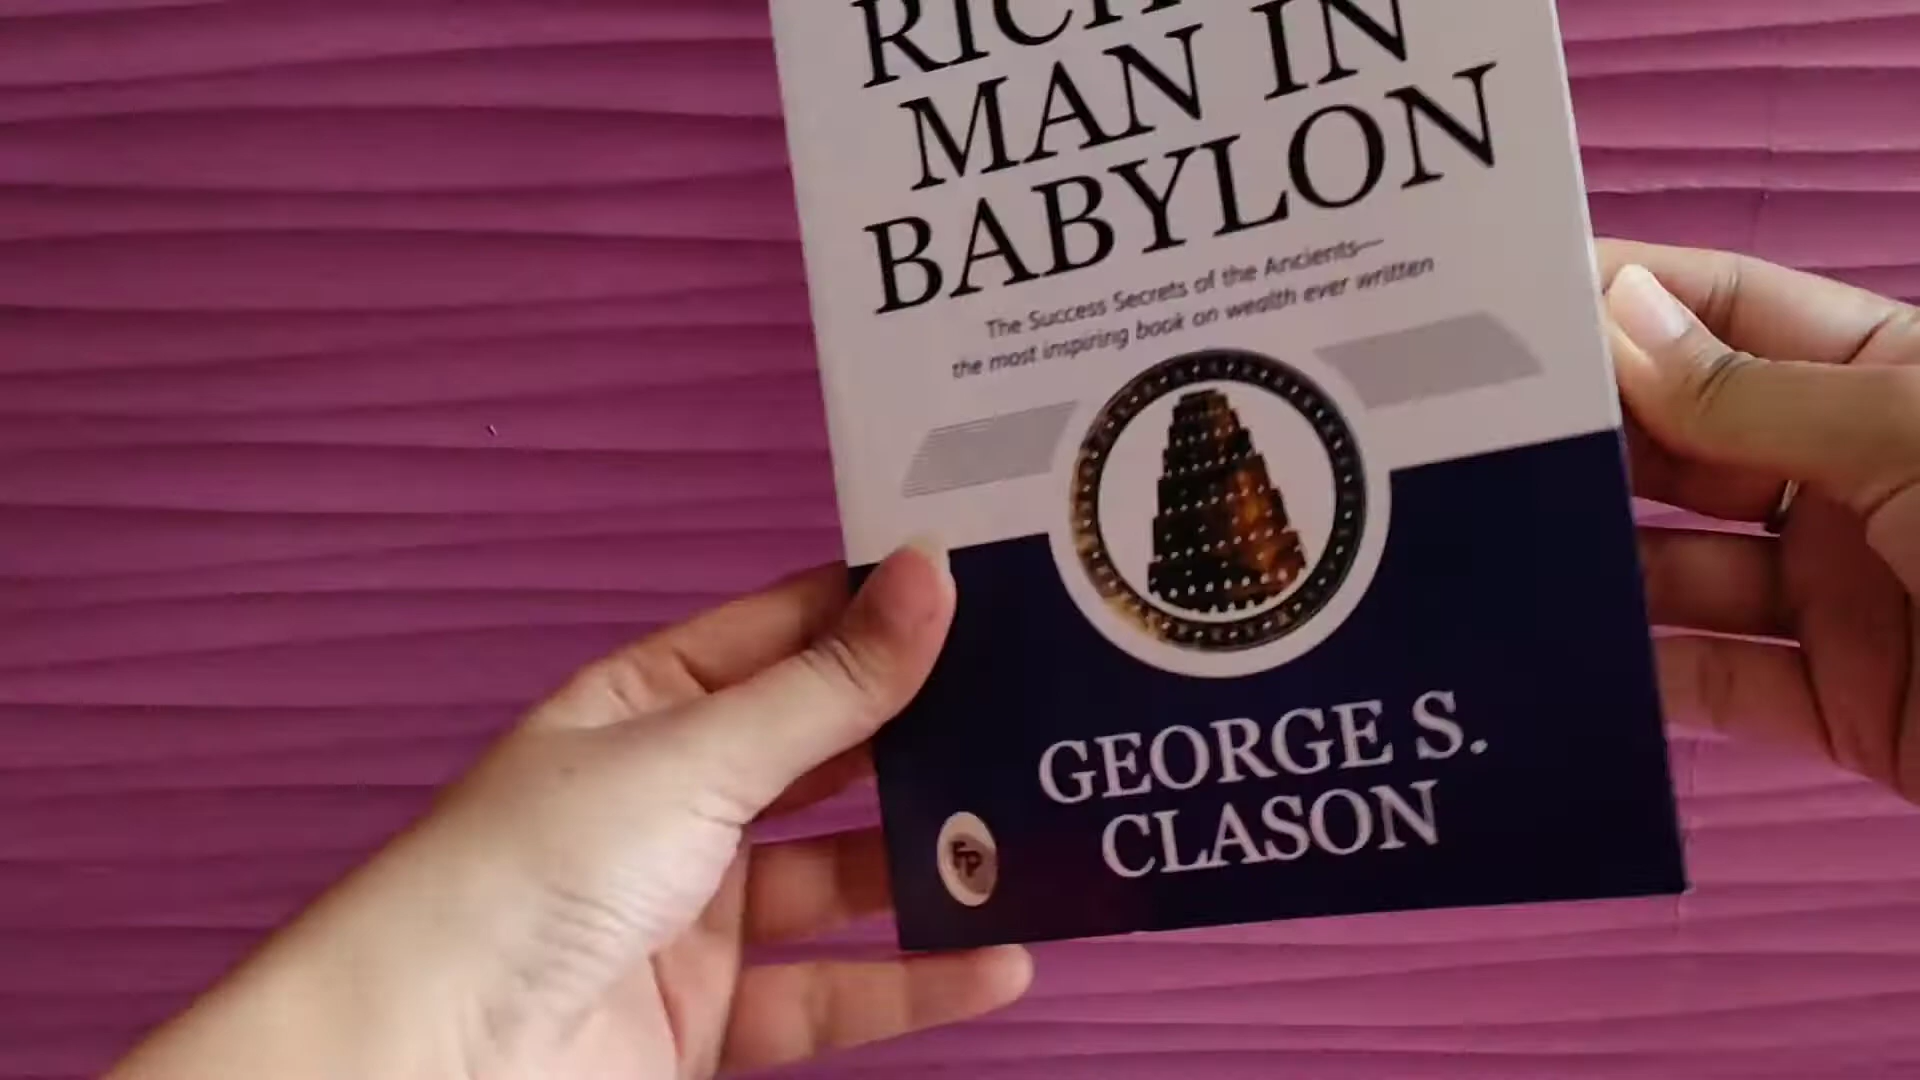 RICH
MAN IN
BABYLON
The Success Secrets of the Ancients—
the most inspiring book on wealth ever written
GEORGE S.
CLASON
FP